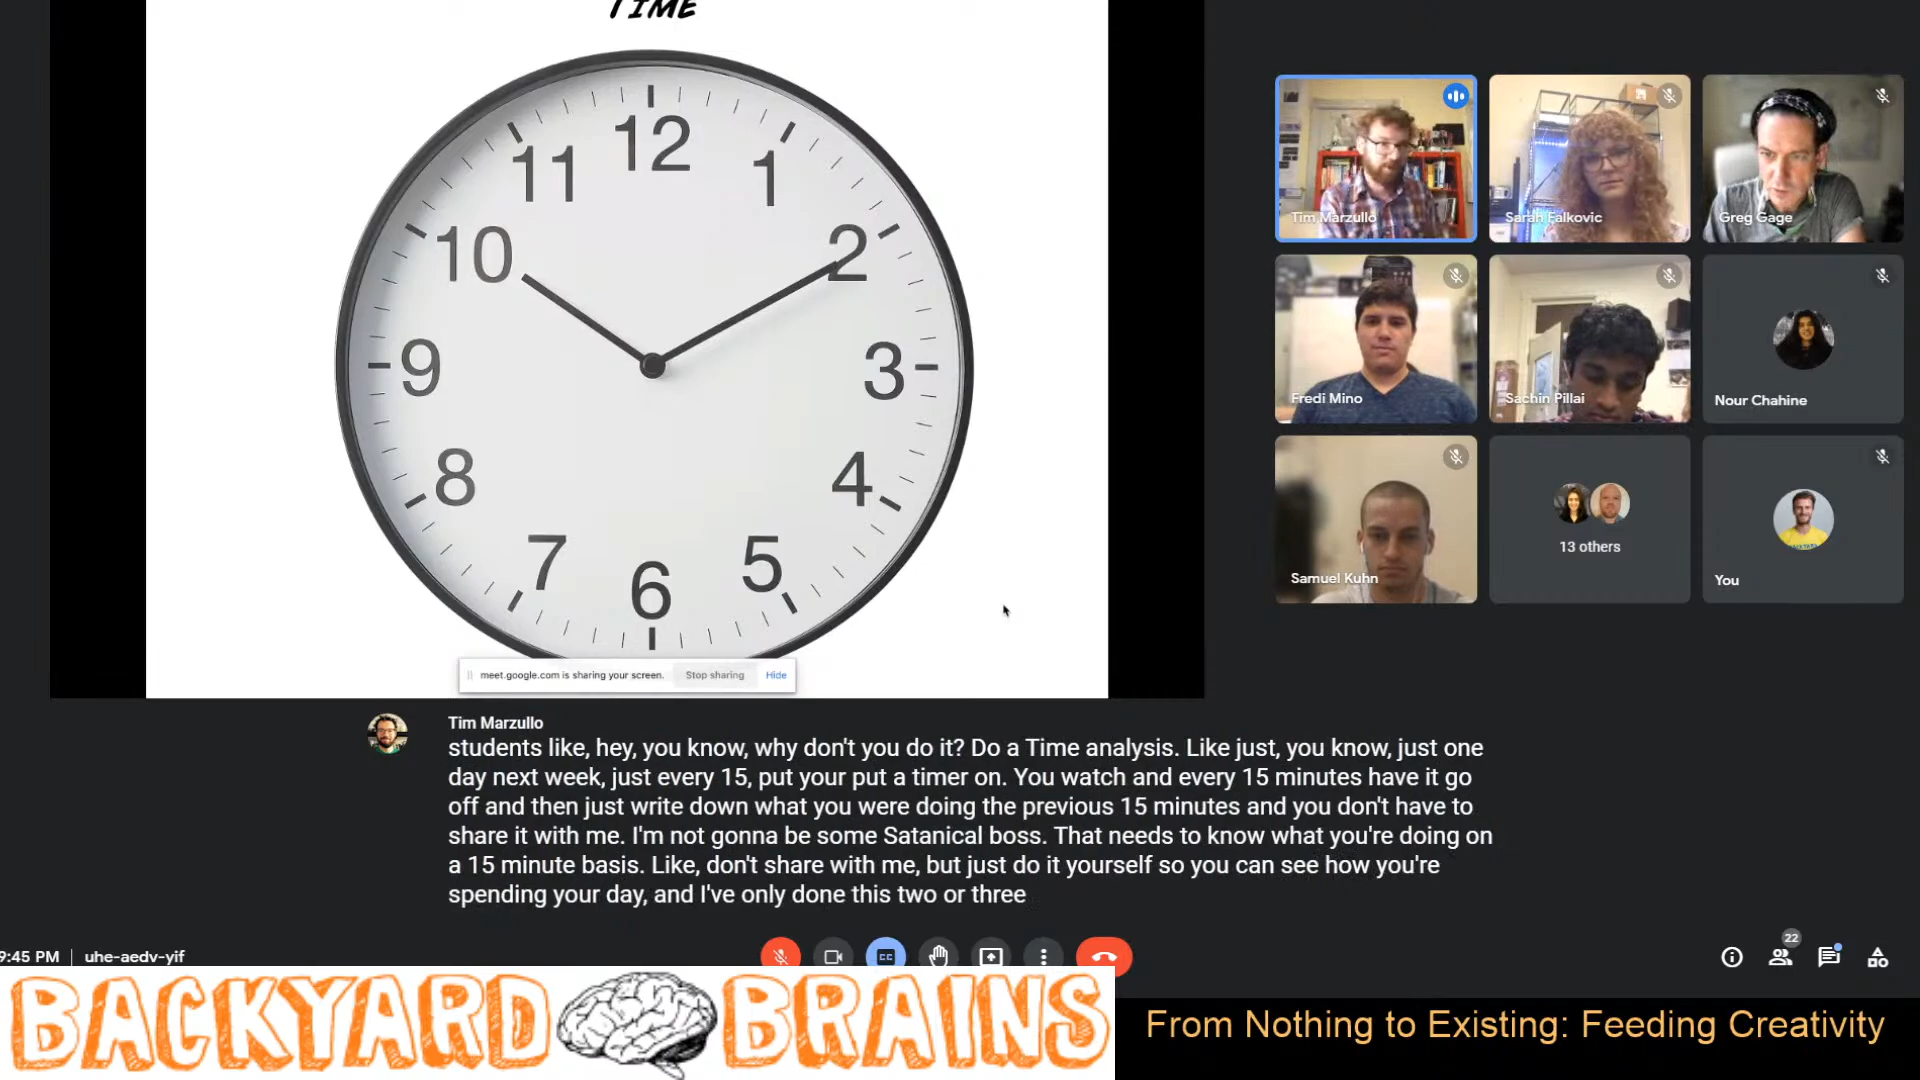 TIME
12
11
1
10
2
9
3
8
4
7
5
6
meet.google.com is sharing your screen. Stop sharing Hide
Tim Marzullo
Sarah Falkovic
Greg Gage
Fredi Mino
Sachin Pillai
Nour Chahine
Samuel Kuhn
13 others
You
Tim Marzullo
students like, hey, you know, why don't you do it? Do a Time analysis. Like just, you know, just one
day next week, just every 15, put your put a timer on. You watch and every 15 minutes have it go
off and then just write down what you were doing the previous 15 minutes and you don't have to
share it with me. I'm not gonna be some Satanical boss. That needs to know what you're doing on
a 15 minute basis. Like, don't share with me, but just do it yourself so you can see how you're
spending your day, and I've only done this two or three
9:45 PM | uhe-aedv-yif
CC
22
BACKYARD BRAINS
From Nothing to Existing: Feeding Creativity